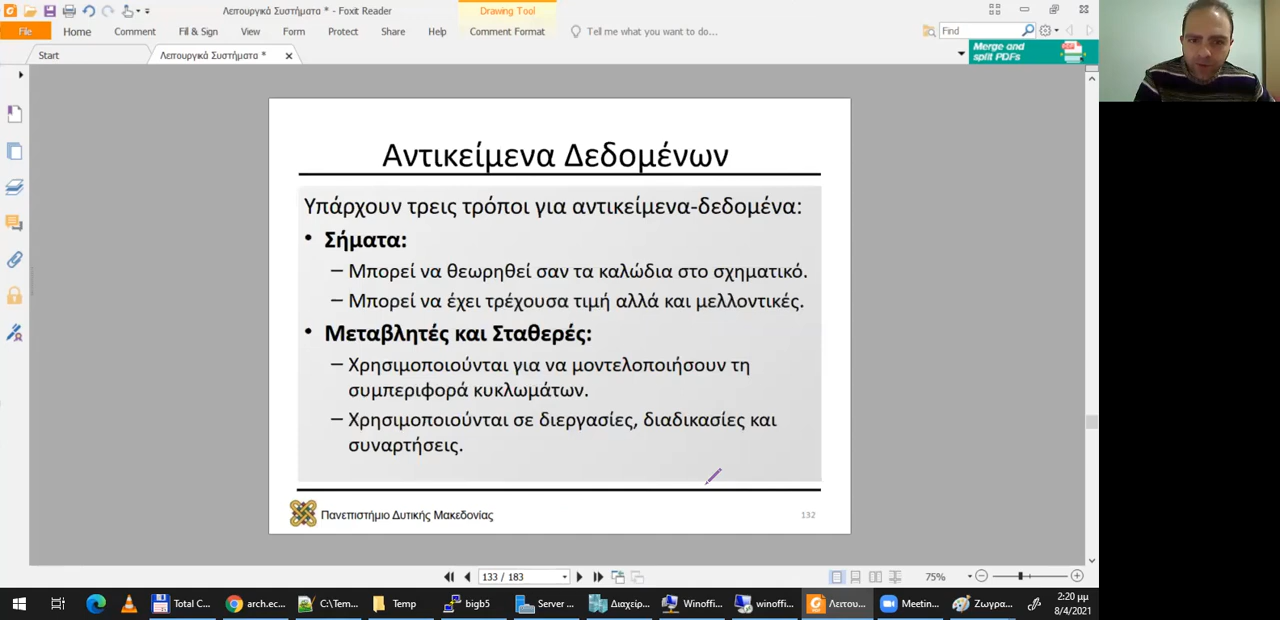 Λειτουργικά Συστήματα * - Foxit Reader
Drawing Tool
File
Home
Comment
Fill & Sign
View
Form
Protect
Share
Help
Comment Format
Tell me what you want to do...
Find
Start
Λειτουργικά Συστήματα *
Merge and
split PDFs
Αντικείμενα Δεδομένων
Υπάρχουν τρεις τρόποι για αντικείμενα-δεδομένα:
• Σήματα:
– Μπορεί να θεωρηθεί σαν τα καλώδια στο σχηματικό.
– Μπορεί να έχει τρέχουσα τιμή αλλά και μελλοντικές.
• Μεταβλητές και Σταθερές:
– Χρησιμοποιούνται για να μοντελοποιήσουν τη
συμπεριφορά κυκλωμάτων.
– Χρησιμοποιούνται σε διεργασίες, διαδικασίες και
συναρτήσεις.
Πανεπιστήμιο Δυτικής Μακεδονίας
132
133 / 183
75%
Total C...
arch.ec...
C:\Tem...
Temp
bigb5
Server ...
Διαχείρ...
Winoffi...
winoffi...
Λειτου...
Meetin...
Ζωγρα...
2:20 μμ
8/4/2021